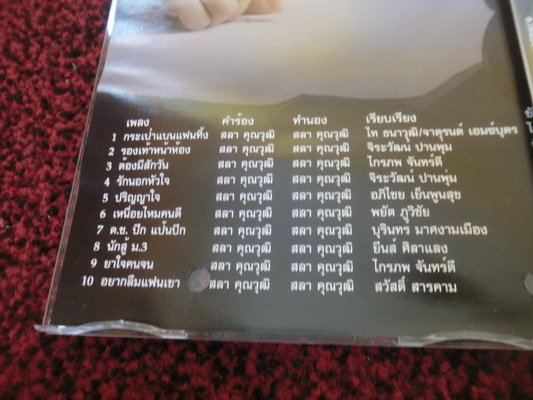 เพลง คำร้อง ทำนอง เรียบเรียง
1 กระเป๋าแบนแฟนทิ้ง สลา คุณวุฒิ สลา คุณวุฒิ ไท ธนาวุฒิ/จาตุรนต์ เอมซ์บุตร
2 รองเท้าหน้าห้อง สลา คุณวุฒิ สลา คุณวุฒิ จิระวัฒน์ ปานพุ่ม
3 ต้องมีสักวัน สลา คุณวุฒิ สลา คุณวุฒิ ไกรภพ จันทร์ดี
4 รักนอกหัวใจ สลา คุณวุฒิ สลา คุณวุฒิ จิระวัฒน์ ปานพุ่ม
5 ปริญญาใจ สลา คุณวุฒิ สลา คุณวุฒิ อภิไชย เย็นพูนสุข
6 เหนื่อยไหมคนดี สลา คุณวุฒิ สลา คุณวุฒิ พยัต ภูวิชัย
7 ด.ช. ปึก แป้นปึก สลา คุณวุฒิ สลา คุณวุฒิ บุรินทร มาตงามเมือง
8 นักสู้ ม.3 สลา คุณวุฒิ สลา คุณวุฒิ ยีนส์ ศิลาแลง
9 ยาใจคนจน สลา คุณวุฒิ สลา คุณวุฒิ ไกรภพ จันทร์ดี
10 อยากลืมแฟนเขา สลา คุณวุฒิ สลา คุณวุฒิ สวัสดิ์ สารคาม